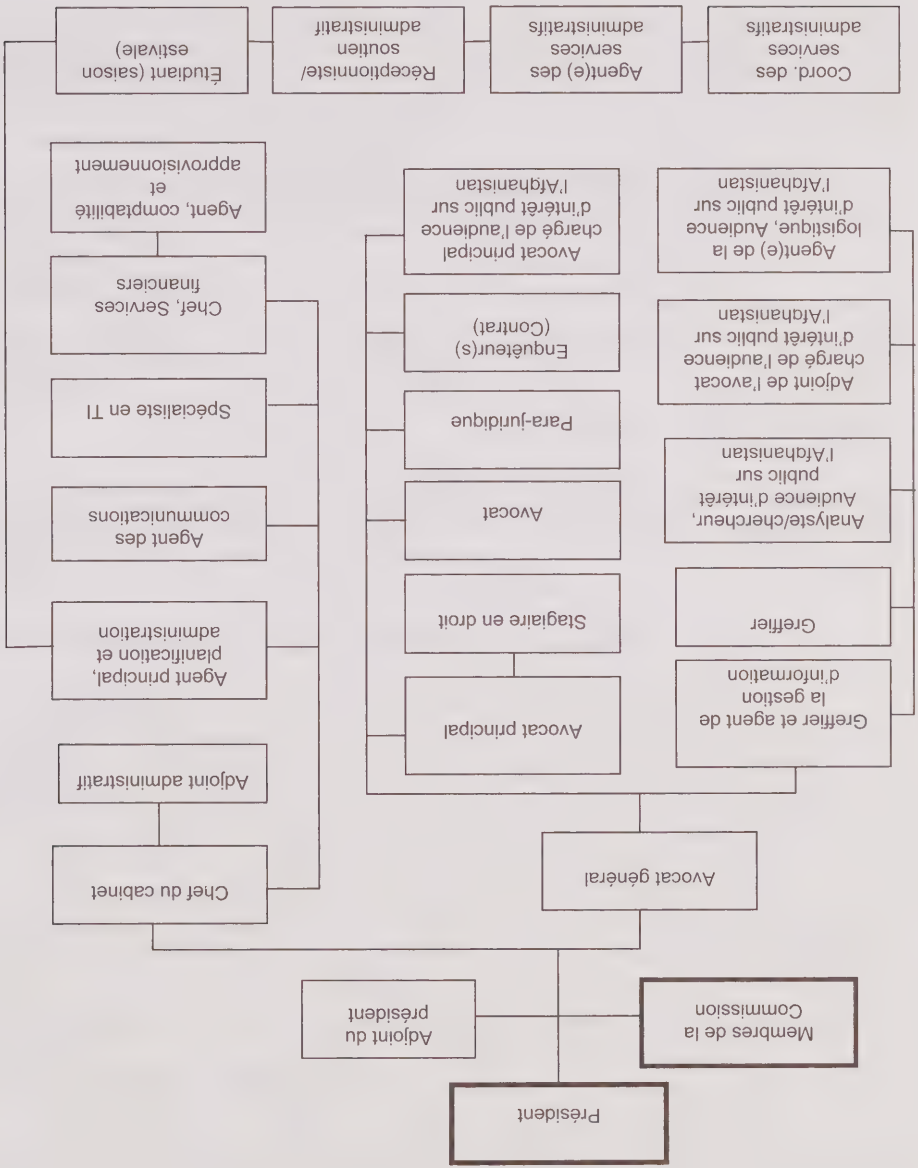 Président
Membres de la
Commission
Adjoint du
président
Avocat général
Chef du cabinet
Adjoint administratif
Greffier et agent de
la gestion
d'information
Greffier
Analyste/chercheur,
Audience d'intérêt
public sur
l'Afghanistan
Adjoint de l'avocat
chargé de l'audience
d'intérêt public sur
l'Afghanistan
Agent(e) de la
logistique, Audience
d'intérêt public sur
l'Afghanistan
Avocat principal
Stagiaire en droit
Avocat
Para-juridique
Enquêteur(s)
(Contrat)
Avocat principal
chargé de l'audience
d'intérêt public sur
l'Afghanistan
Agent principal,
planification et
administration
Agent des
communications
Spécialiste en TI
Chef, Services
financiers
Agent, comptabilité
et
approvisionnement
Étudiant (saison
estivale)
Réceptionniste/
soutien
administratif
Agent(e) des
services
administratifs
Coord. des
services
administratifs